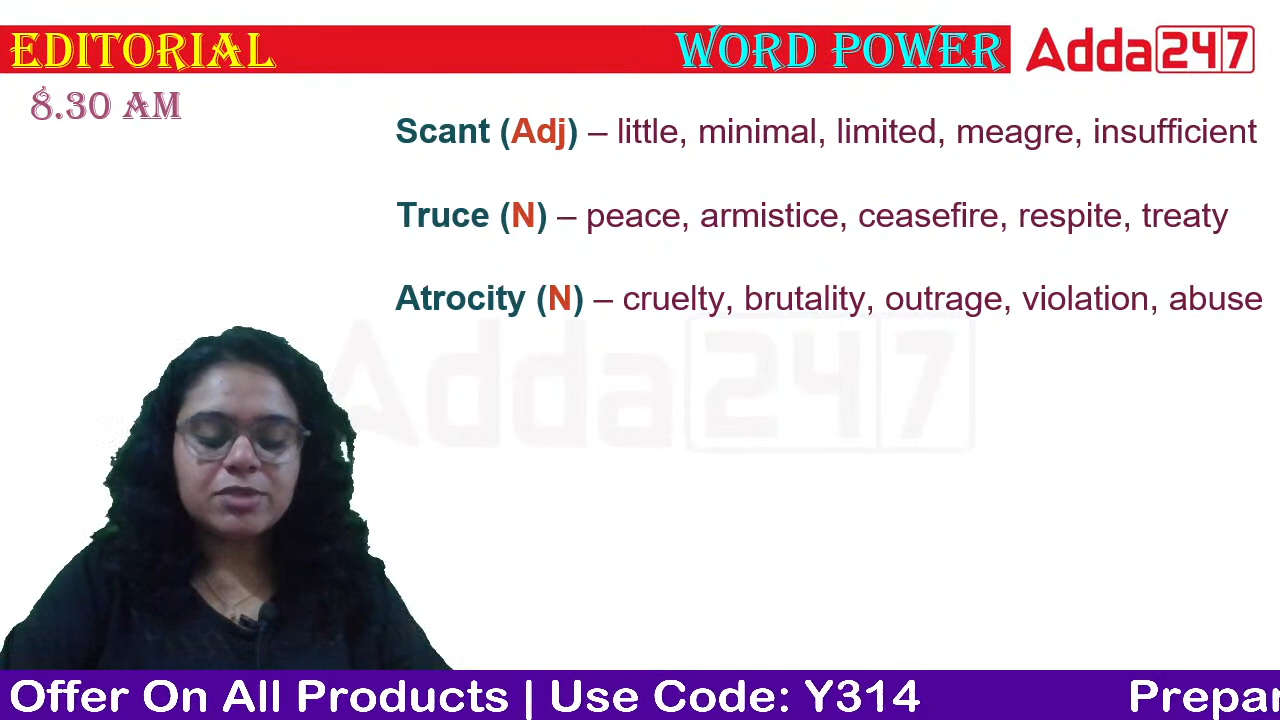 EDITORIAL
WORD POWER
Adda247
8.30 AM
Scant (Adj) – little, minimal, limited, meagre, insufficient
Truce (N) – peace, armistice, ceasefire, respite, treaty
Atrocity (N) – cruelty, brutality, outrage, violation, abuse
Adda247
Offer On All Products | Use Code: Y314
Prepar